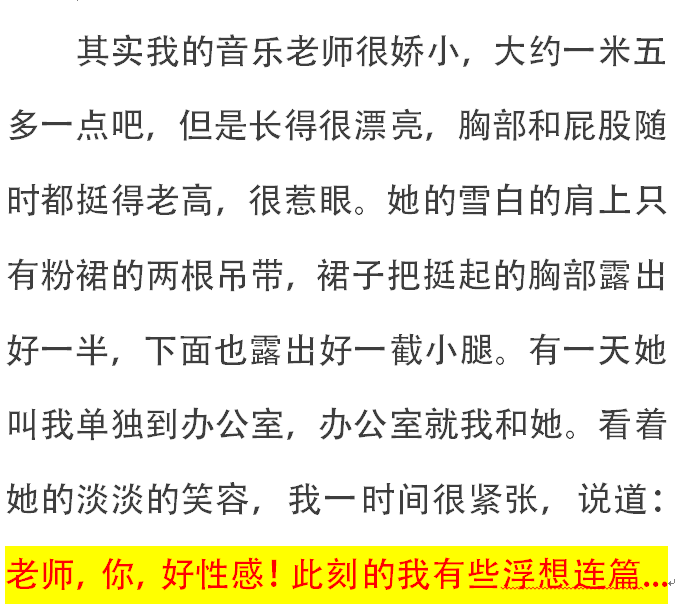 其实我的音乐老师很娇小，大约一米五
多一点吧，但是长得很漂亮，胸部和屁股随
时都挺得老高，很惹眼。她的雪白的肩上只
有粉裙的两根吊带，裙子把挺起的胸部露出
好一半，下面也露出好一截小腿。有一天她
叫我单独到办公室，办公室就我和她。看着
她的淡淡的笑容，我一时间很紧张，说道：
老师，你，好性感！此刻的我有些浮想连篇...